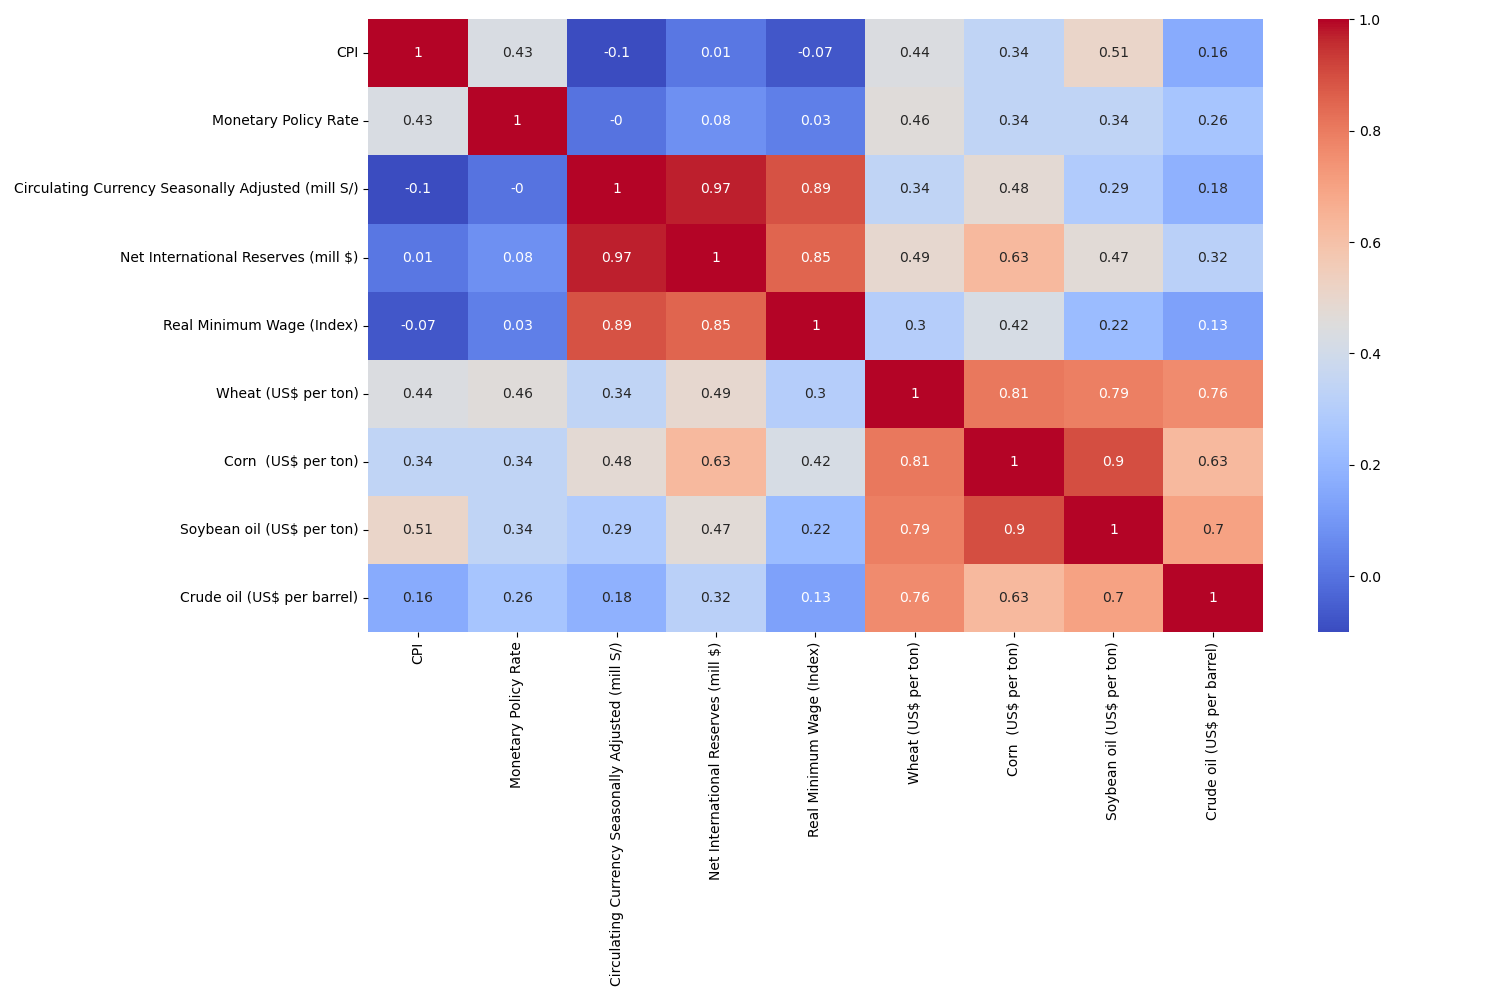 CPI 1 0.43 -0.1 0.01 -0.07 0.44 0.34 0.51 0.16
Monetary Policy Rate 0.43 1 -0 0.08 0.03 0.46 0.34 0.34 0.26
Circulating Currency Seasonally Adjusted (mill S/) -0.1 -0 1 0.97 0.89 0.34 0.48 0.29 0.18
Net International Reserves (mill $) 0.01 0.08 0.97 1 0.85 0.49 0.63 0.47 0.32
Real Minimum Wage (Index) -0.07 0.03 0.89 0.85 1 0.3 0.42 0.22 0.13
Wheat (US$ per ton) 0.44 0.46 0.34 0.49 0.3 1 0.81 0.79 0.76
Corn  (US$ per ton) 0.34 0.34 0.48 0.63 0.42 0.81 1 0.9 0.63
Soybean oil (US$ per ton) 0.51 0.34 0.29 0.47 0.22 0.79 0.9 1 0.7
Crude oil (US$ per barrel) 0.16 0.26 0.18 0.32 0.13 0.76 0.63 0.7 1
CPI
Monetary Policy Rate
Circulating Currency Seasonally Adjusted (mill S/)
Net International Reserves (mill $)
Real Minimum Wage (Index)
Wheat (US$ per ton)
Corn  (US$ per ton)
Soybean oil (US$ per ton)
Crude oil (US$ per barrel)
1.0
0.8
0.6
0.4
0.2
0.0